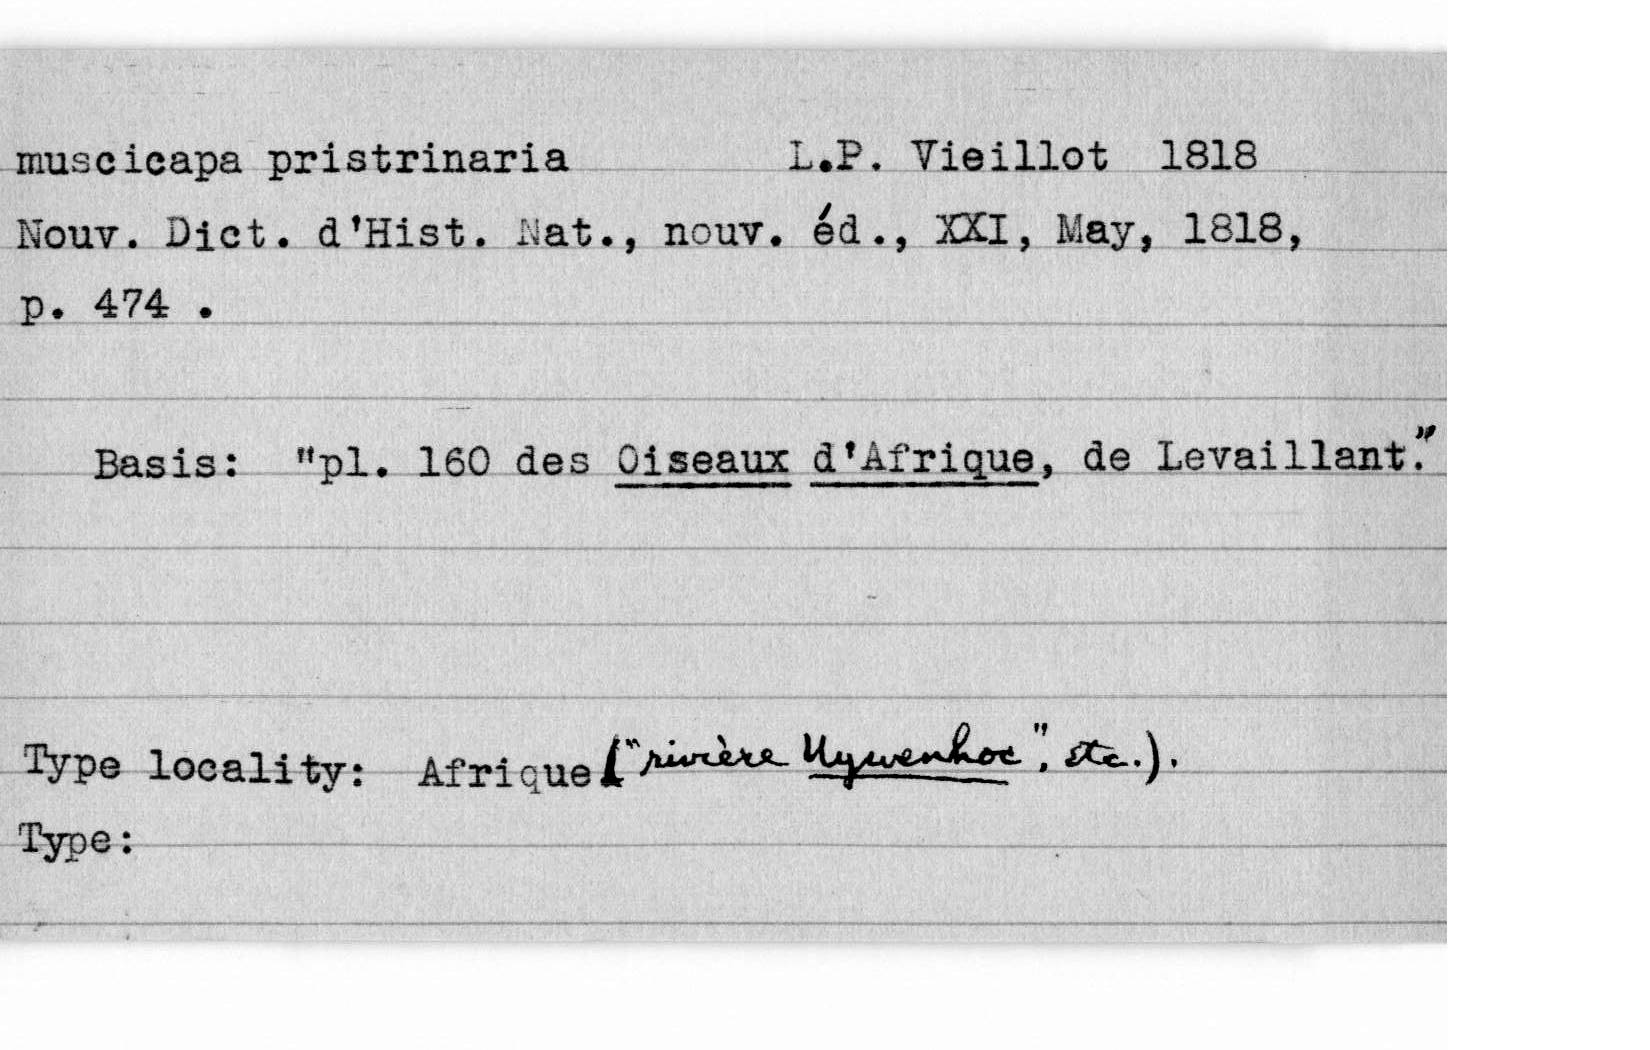 muscicapa pristrinaria L.P. Vieillot 1818
Nouv. Dict. d'Hist. Nat., nouv. éd., XXI, May, 1818,
p. 474 .
Basis: "pl. 160 des Oiseaux d'Afrique, de Levaillant."
Type locality: Afrique ("rivière Nywenhoc", etc.).
Type: